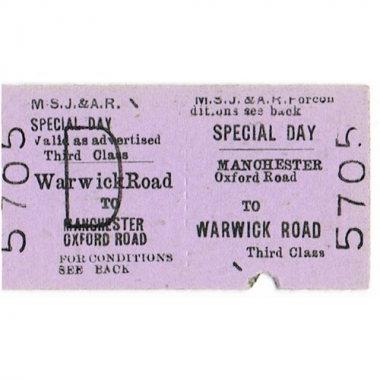 M.S.J.&A.R.
SPECIAL DAY
Valid as advertised
Third Class
Warwick Road
TO
MANCHESTER
OXFORD ROAD
FOR CONDITIONS
SEE BACK
D
5705
M.S.J.&A.R. For con
ditions see back
SPECIAL DAY
MANCHESTER
Oxford Road
TO
WARWICK ROAD
Third Class
5705